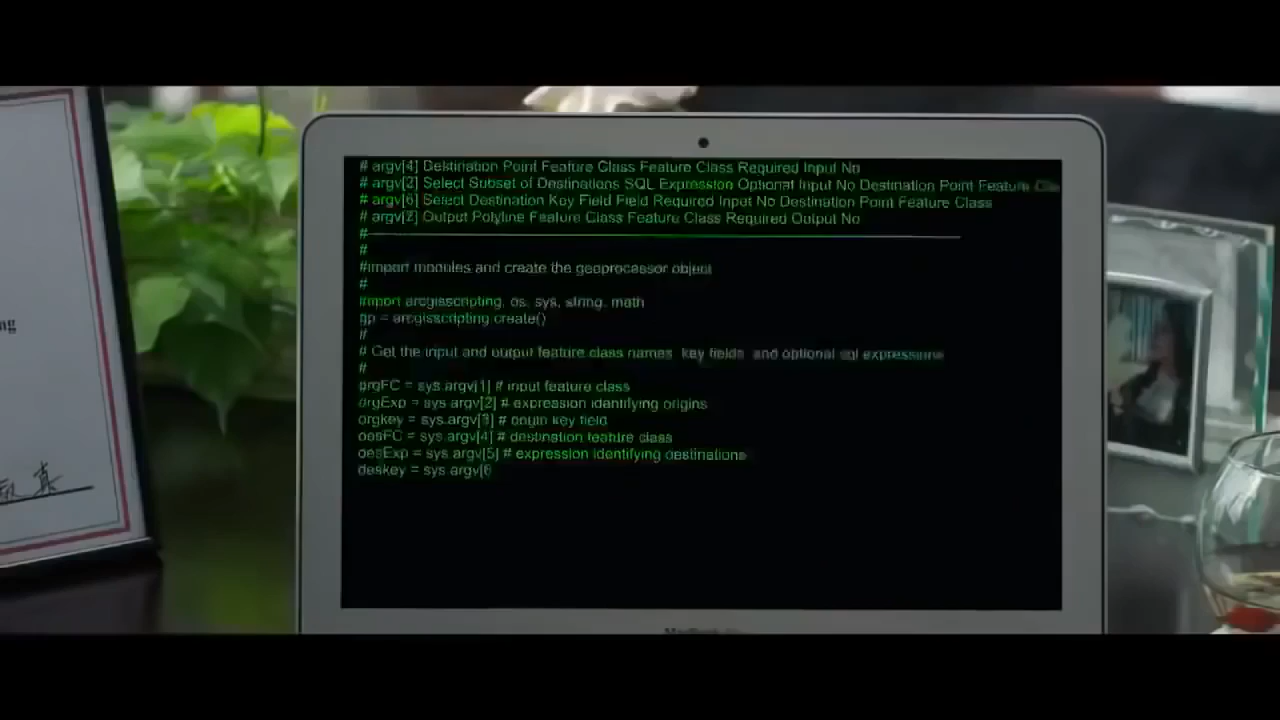 # argv[4] Destination Point Feature Class Feature Class Required Input No
# argv[2] Select Subset of Destinations SQL Expression Optional Input No Destination Point Feature
# argv[6] Select Destination Key Field Field Required Input No Destination Point Feature Class
# argv[7] Output Polyline Feature Class Feature Class Required Output No
#
#
#import modules and create the geoprocessor object
#
import arcgisscripting, os, sys, string, math
gp = arcgisscripting.create()
#
# Get the input and output feature class names, key fields, and optional sql expressions
#
orgFC = sys.argv[1] # input feature class
orgExp = sys.argv[2] # expression identifying origins
orgkey = sys.argv[3] # origin key field
desFC = sys.argv[4] # destination feature class
desExp = sys.argv[5] # expression identifying destinations
deskey = sys.argv[6
真